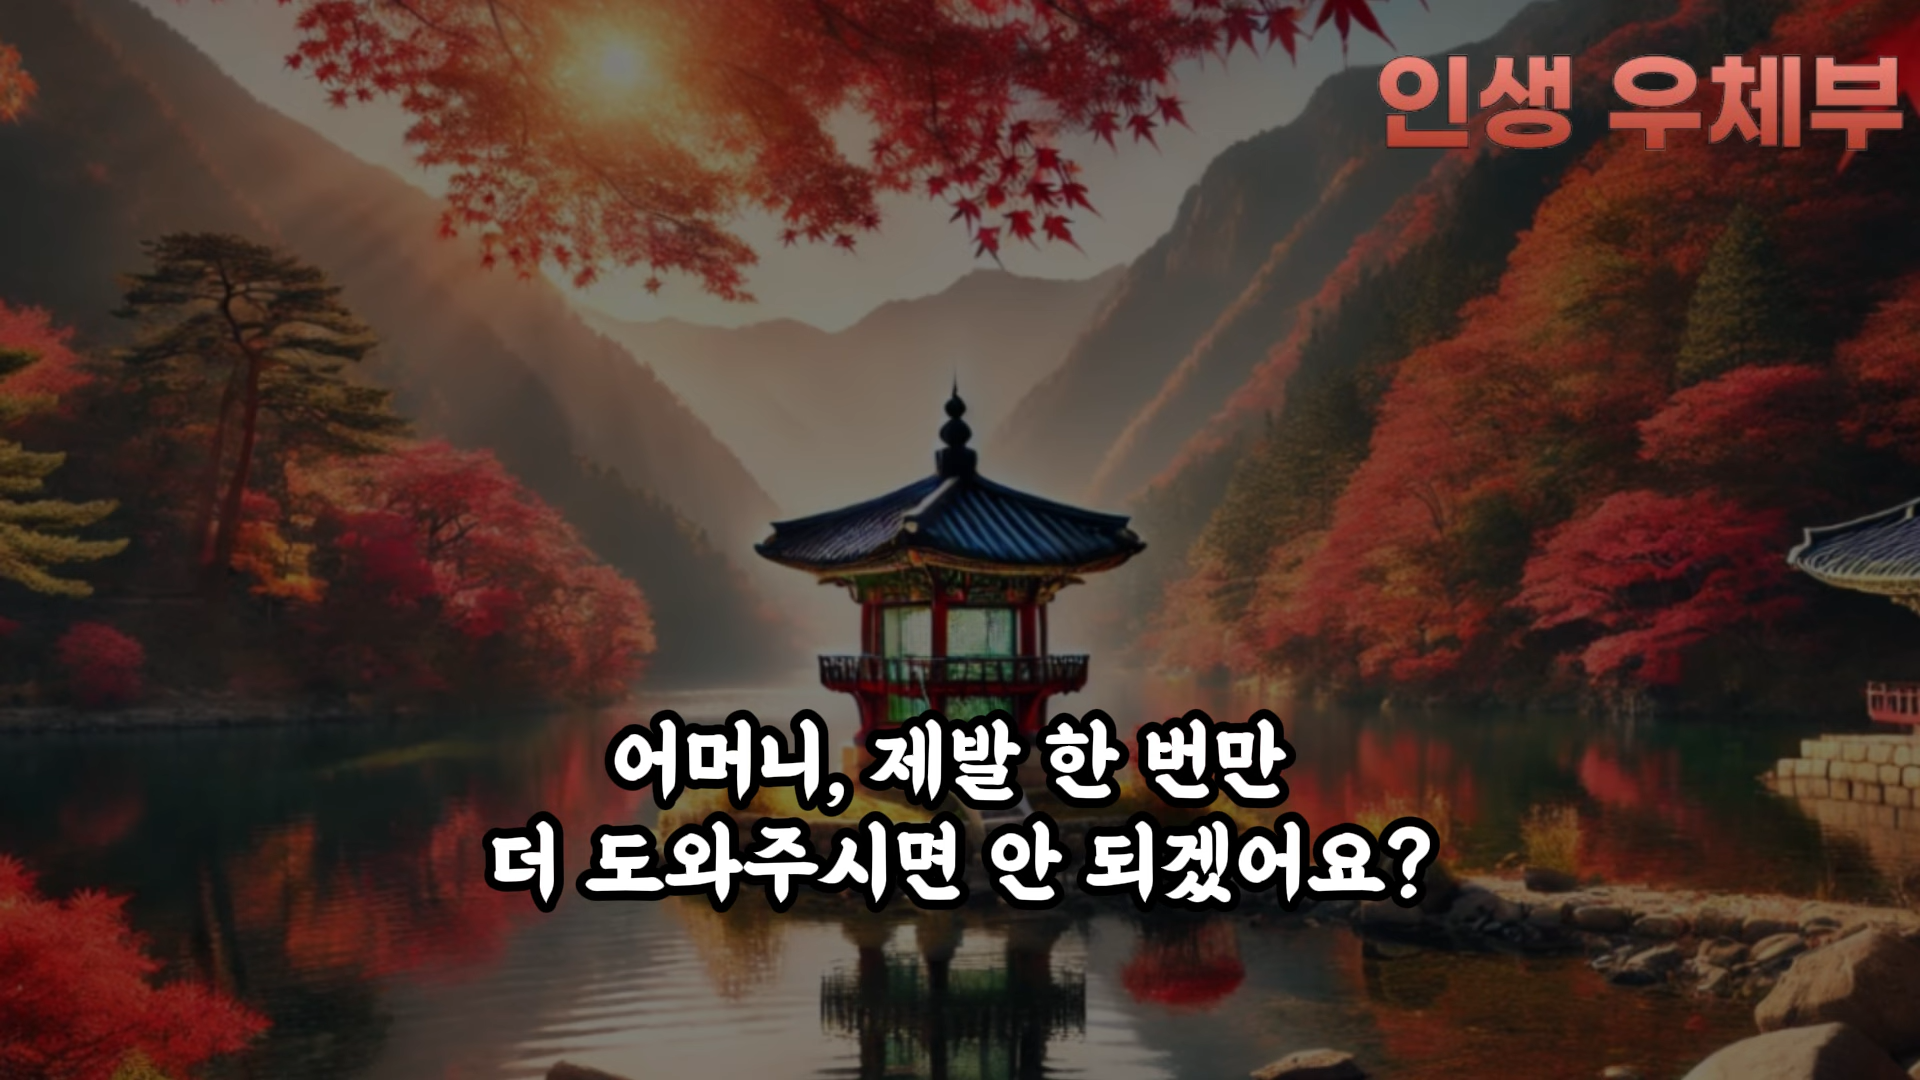 인생 우체부
어머니, 제발 한 번만
더 도와주시면 안 되겠어요?